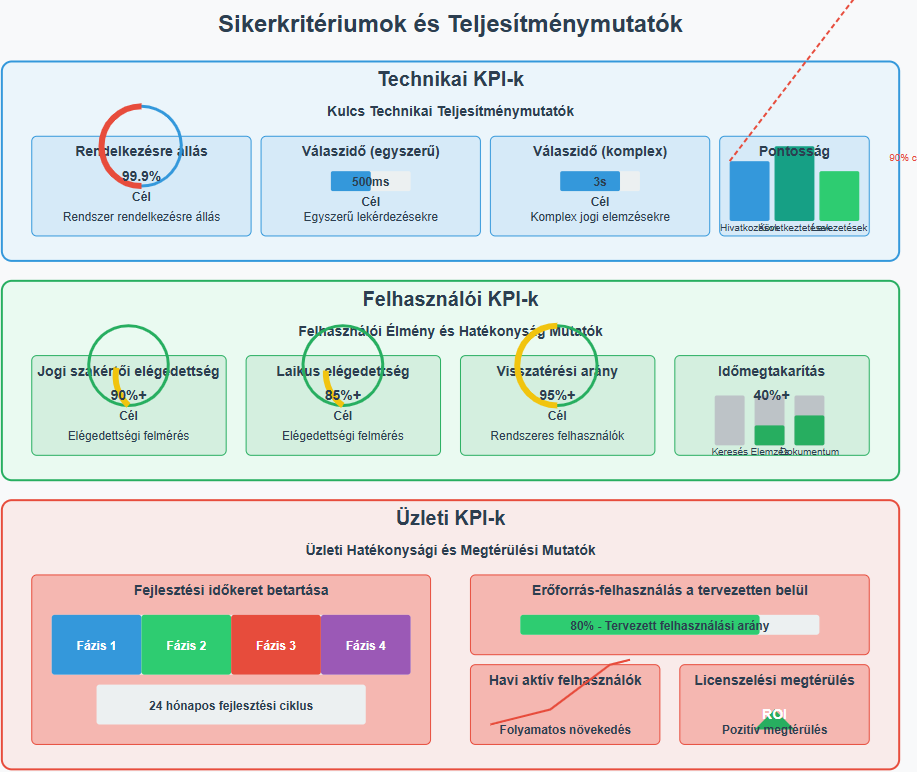 Sikerkritériumok és Teljesítménymutatók
Technikai KPI-k
Kulcs Technikai Teljesítménymutatók
Rendelkezésre állás
99.9%
Cél
Rendszer rendelkezésre állás
Válaszidő (egyszerű)
500ms
Cél
Egyszerű lekérdezésekre
Válaszidő (komplex)
3s
Cél
Komplex jogi elemzésekre
Pontosság
90% c
Felhasználói KPI-k
Felhasználói Élmény és Hatékonyság Mutatók
Jogi szakértői elégedettség
90%+
Cél
Elégedettségi felmérés
Laikus elégedettség
85%+
Cél
Elégedettségi felmérés
Visszatérési arány
95%+
Cél
Rendszeres felhasználók
Időmegtakarítás
40%+
Keresés Elemzés Dokumentum
Üzleti KPI-k
Üzleti Hatékonysági és Megtérülési Mutatók
Fejlesztési időkeret betartása
Fázis 1 Fázis 2 Fázis 3 Fázis 4
24 hónapos fejlesztési ciklus
Erőforrás-felhasználás a tervezetten belül
80% - Tervezett felhasználási arány
Havi aktív felhasználók
Folyamatos növekedés
Licenszelési megtérülés
ROI
Pozitív megtérülés